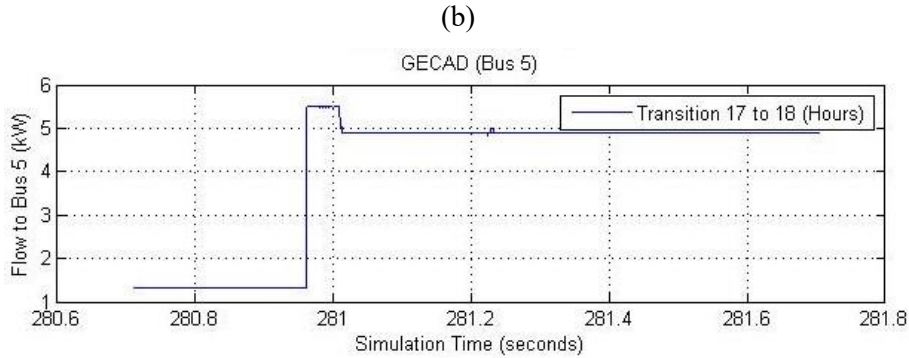 (b)
GECAD (Bus 5)
Flow to Bus 5 (kW)
6
5
4
3
2
1
Transition 17 to 18 (Hours)
280.6 280.8 281 281.2 281.4 281.6 281.8
Simulation Time (seconds)